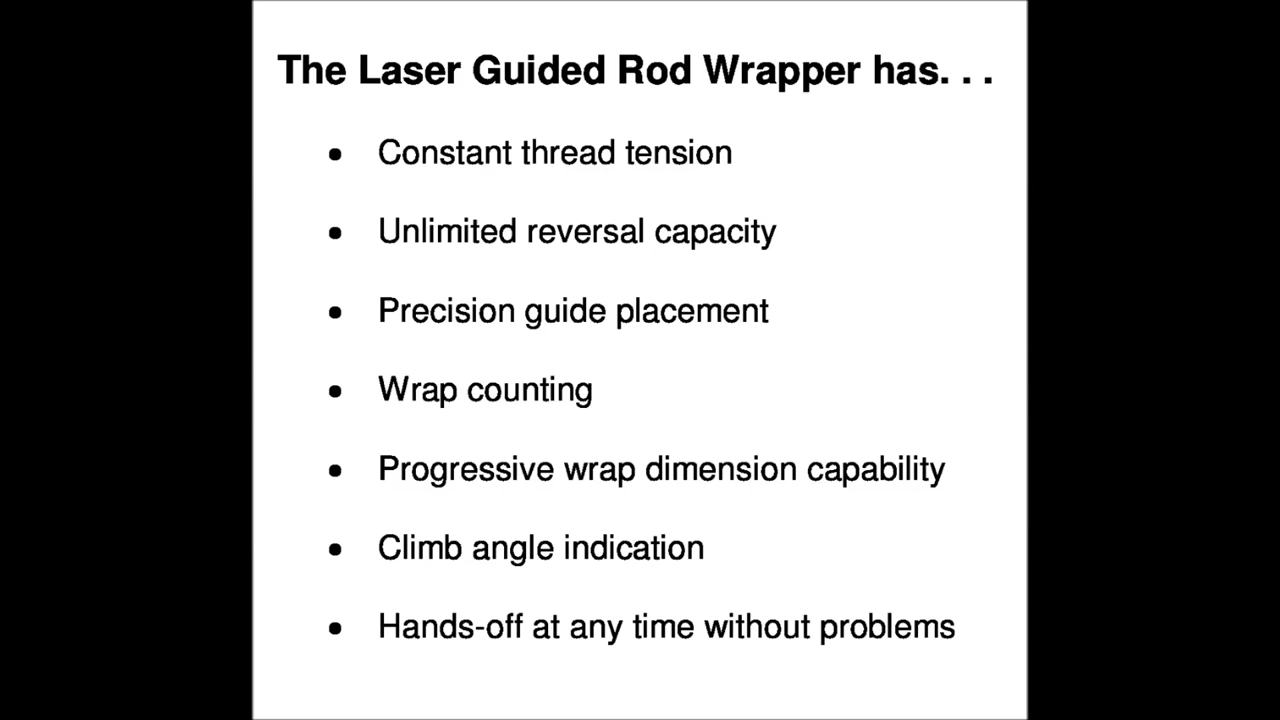 The Laser Guided Rod Wrapper has. . .
• Constant thread tension
• Unlimited reversal capacity
• Precision guide placement
• Wrap counting
• Progressive wrap dimension capability
• Climb angle indication
• Hands-off at any time without problems